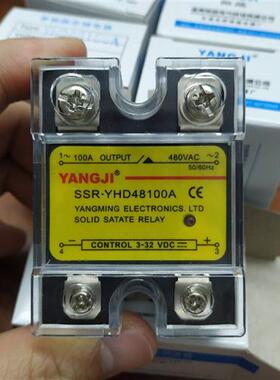 YANGJI
1~ 100A OUTPUT 480VAC ~2
50/60Hz
YANGJI
SSR-YHD48100A CE
YANGMING ELECTRONICS. LTD
SOLID SATATE RELAY
− +
4 CONTROL 3-32 VDC 3